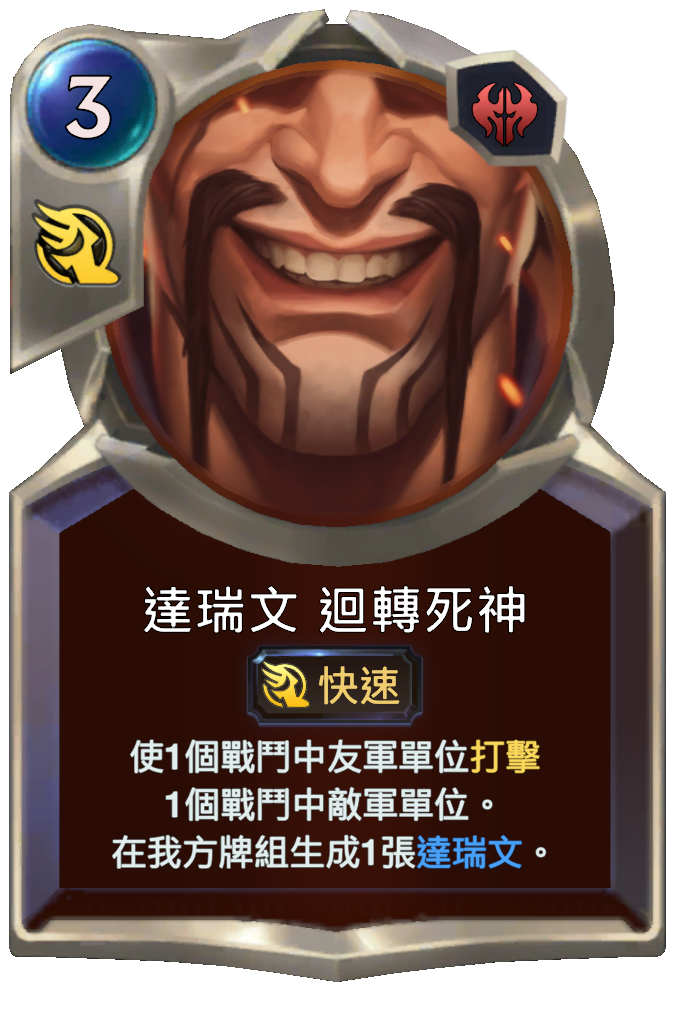 3
達瑞文 迴轉死神
快速
使1個戰鬥中友軍單位打擊
1個戰鬥中敵軍單位。
在我方牌組生成1張達瑞文。